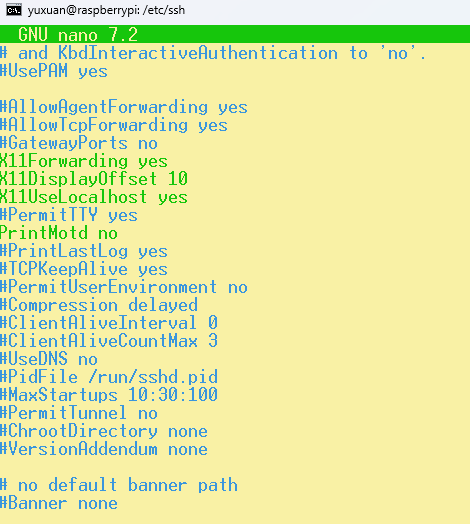 yuxuan@raspberrypi: /etc/ssh
GNU nano 7.2
# and KbdInteractiveAuthentication to 'no'.
#UsePAM yes
#AllowAgentForwarding yes
#AllowTcpForwarding yes
#GatewayPorts no
X11Forwarding yes
X11DisplayOffset 10
X11UseLocalhost yes
#PermitTTY yes
PrintMotd no
#PrintLastLog yes
#TCPKeepAlive yes
#PermitUserEnvironment no
#Compression delayed
#ClientAliveInterval 0
#ClientAliveCountMax 3
#UseDNS no
#PidFile /run/sshd.pid
#MaxStartups 10:30:100
#PermitTunnel no
#ChrootDirectory none
#VersionAddendum none
# no default banner path
#Banner none